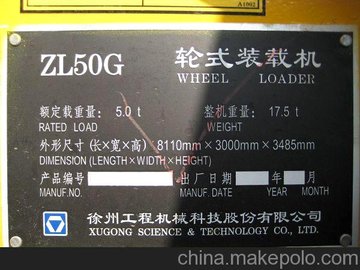 A1002
ZL50G 轮式装载机
WHEEL LOADER
额定载重量: 5.0 t 整机重量: 17.5 t
RATED LOAD WEIGHT
外形尺寸 (长×宽×高) 8110mm×3000mm×3485mm
DIMENSION (LENGTH×WIDTH×HEIGHT)
产品编号 出厂日期 年 月
MANUF.NO. MANUF.DATE YEAR MONTH
徐州工程机械科技股份有限公司
XUGONG SCIENCE & TECHNOLOGY CO., LTD.
china.makepolo.com